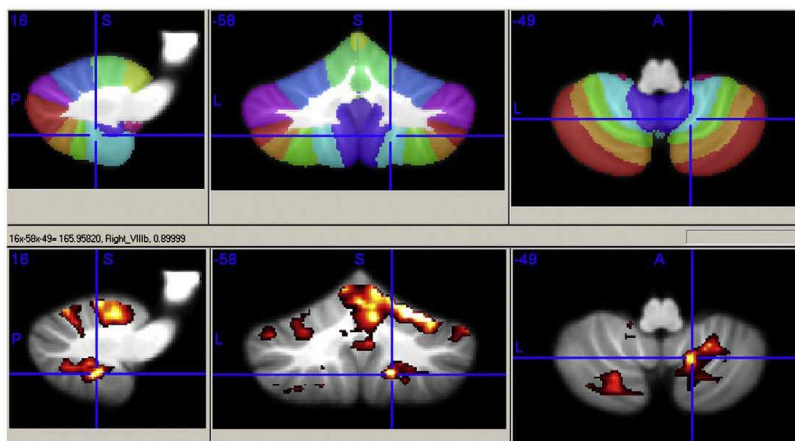 16 S -58 S -49 A
P L L
16x-58x-49= 165.95820, Right_VIIIb, 0.89999
16 S -58 S -49 A
P L L